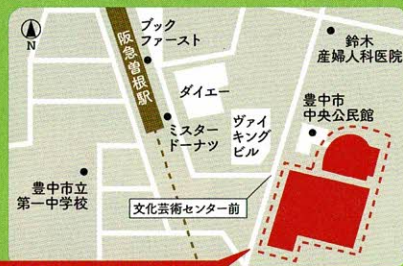 N
ブック
ファースト
阪急曽根駅
ダイエー
鈴木
産婦人科医院
豊中市
中央公民館
ミスター
ドーナツ
ヴァイ
キング
ビル
豊中市立
第一中学校
文化芸術センター前